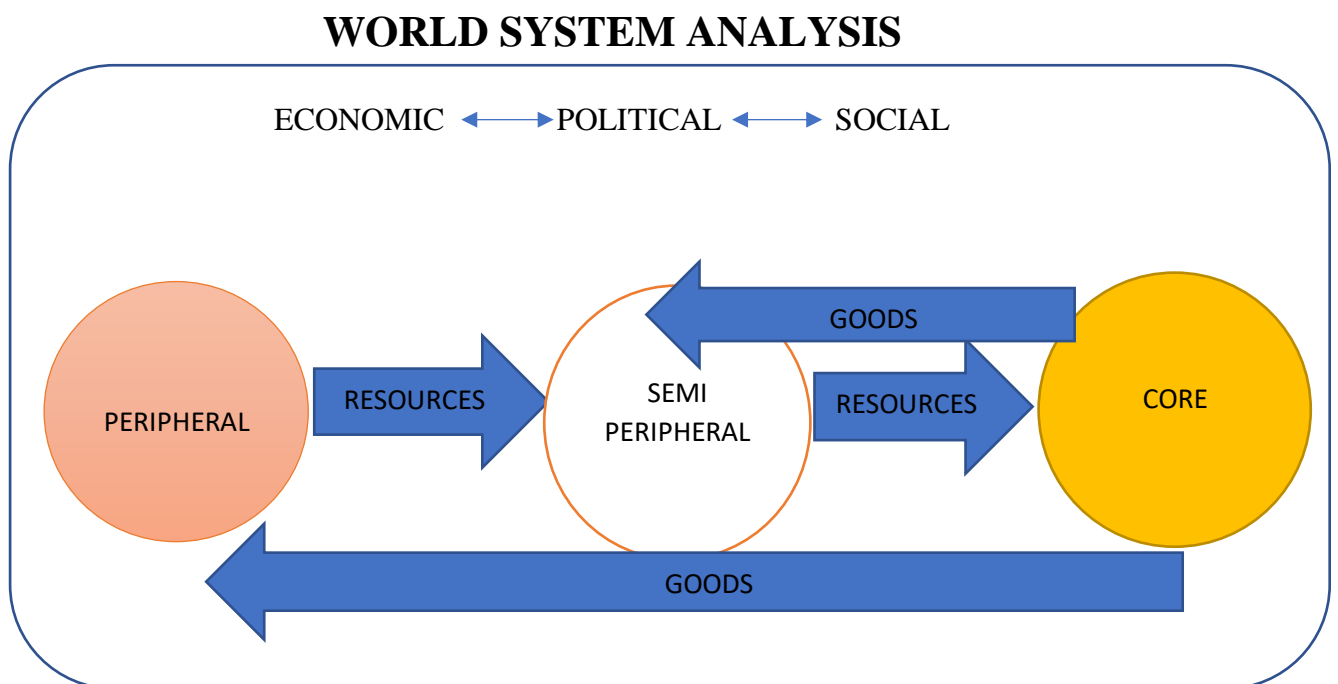 WORLD SYSTEM ANALYSIS
ECONOMIC POLITICAL SOCIAL
GOODS
PERIPHERAL
RESOURCES
SEMI
PERIPHERAL
RESOURCES
CORE
GOODS